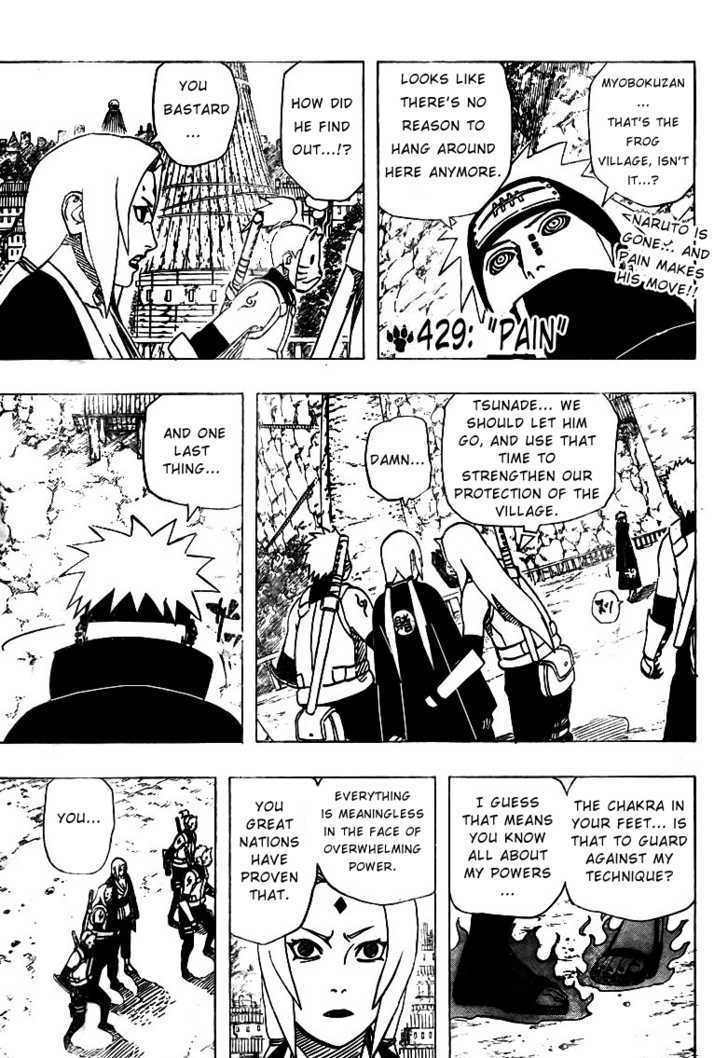 MYOBOKUZAN
...
THAT'S THE
FROG
VILLAGE, ISN'T
IT...?
LOOKS LIKE
THERE'S NO
REASON TO
HANG AROUND
HERE ANYMORE.
NARUTO IS
GONE... AND
PAIN MAKES
HIS MOVE!!
429: "PAIN"
HOW DID
HE FIND
OUT...!?
YOU
BASTARD
...
TSUNADE... WE
SHOULD LET HIM
GO, AND USE THAT
TIME TO
STRENGTHEN OUR
PROTECTION OF THE
VILLAGE.
DAMN...
AND ONE
LAST
THING...
THE CHAKRA IN
YOUR FEET... IS
THAT TO GUARD
AGAINST MY
TECHNIQUE?
I GUESS
THAT MEANS
YOU KNOW
ALL ABOUT
MY POWERS
...
EVERYTHING
IS MEANINGLESS
IN THE FACE OF
OVERWHELMING
POWER.
YOU
GREAT
NATIONS
HAVE
PROVEN
THAT.
YOU...